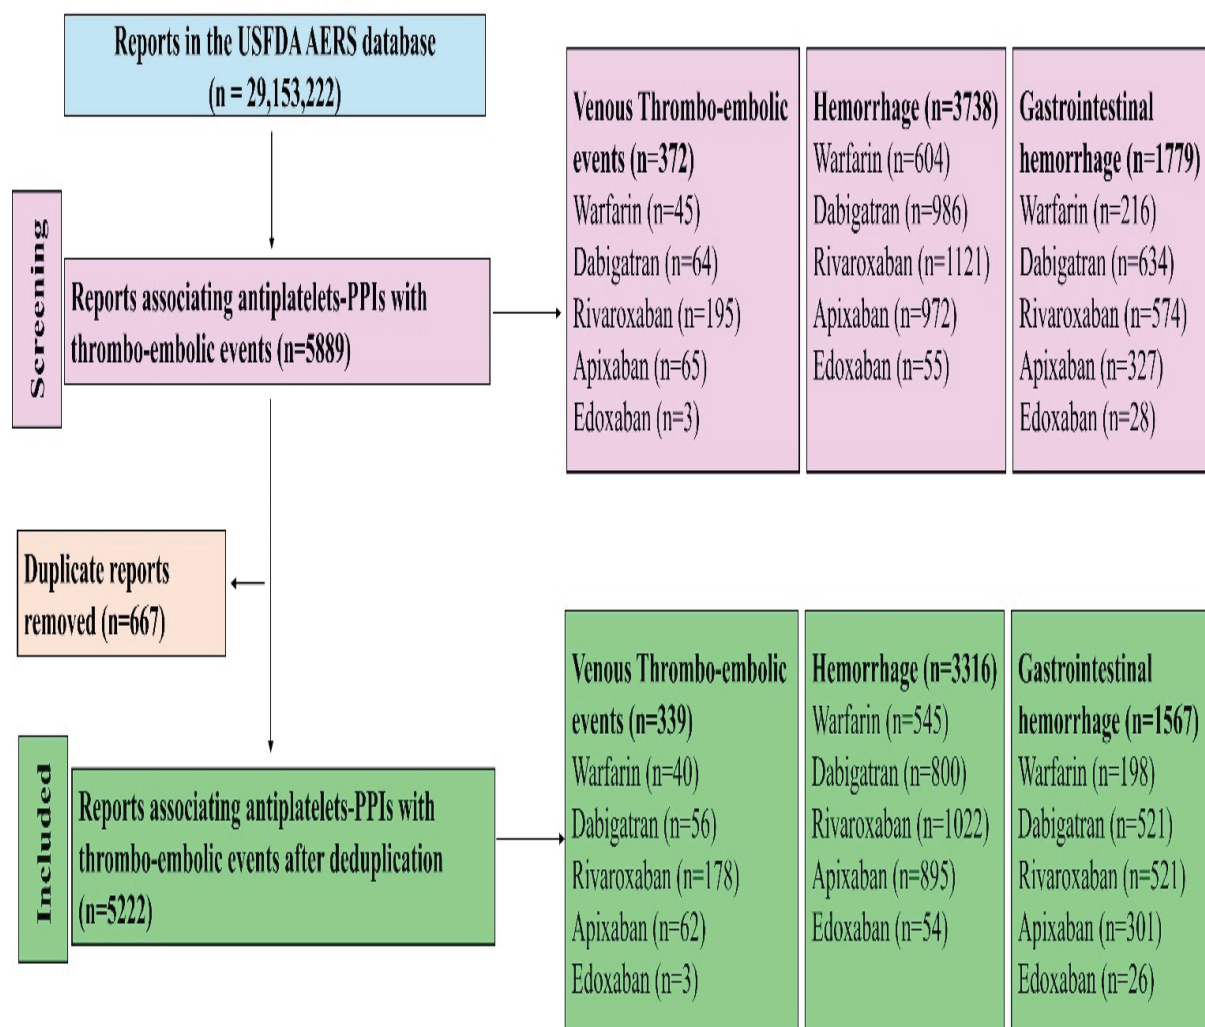 Reports in the USFDA AERS database
(n = 29,153,222)
Screening
Reports associating antiplatelets-PPIs with
thrombo-embolic events (n=5889)
Venous Thrombo-embolic
events (n=372)
Warfarin (n=45)
Dabigatran (n=64)
Rivaroxaban (n=195)
Apixaban (n=65)
Edoxaban (n=3)
Hemorrhage (n=3738)
Warfarin (n=604)
Dabigatran (n=986)
Rivaroxaban (n=1121)
Apixaban (n=972)
Edoxaban (n=55)
Gastrointestinal
hemorrhage (n=1779)
Warfarin (n=216)
Dabigatran (n=634)
Rivaroxaban (n=574)
Apixaban (n=327)
Edoxaban (n=28)
Duplicate reports
removed (n=667)
Included
Reports associating antiplatelets-PPIs with
thrombo-embolic events after deduplication
(n=5222)
Venous Thrombo-embolic
events (n=339)
Warfarin (n=40)
Dabigatran (n=56)
Rivaroxaban (n=178)
Apixaban (n=62)
Edoxaban (n=3)
Hemorrhage (n=3316)
Warfarin (n=545)
Dabigatran (n=800)
Rivaroxaban (n=1022)
Apixaban (n=895)
Edoxaban (n=54)
Gastrointestinal
hemorrhage (n=1567)
Warfarin (n=198)
Dabigatran (n=521)
Rivaroxaban (n=521)
Apixaban (n=301)
Edoxaban (n=26)